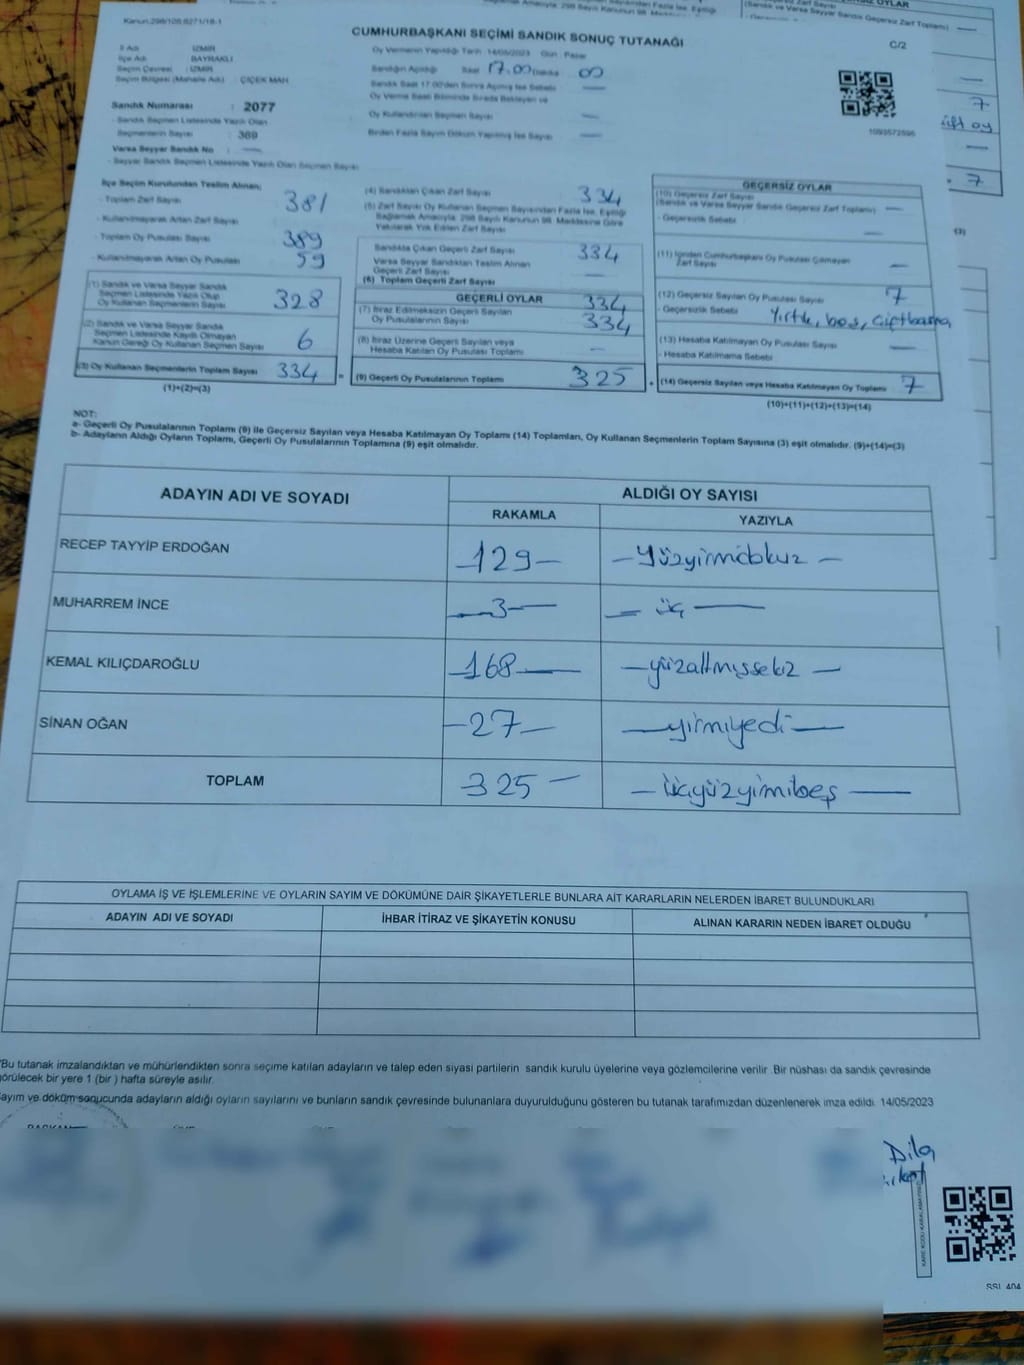 Kanun.298/108.6271/18-1
CUMHURBAŞKANI SEÇİMİ SANDIK SONUÇ TUTANAĞI
C/2
İl Adı : İZMİR
İlçe Adı : BAYRAKLI
Seçim Çevresi : İZMİR
Seçim Bölgesi (Mahalle Adı) : ÇİÇEK MAH
Oy Vermenin Yapıldığı Tarih : 14/05/2023 Gün : Pazar
Sandığın Açıldığı Saat 17.00 Dakika 00
Sandık Saat 17.00'den Sonra Açılmış İse Sebebi —
Oy Verme Saati Bitiminde Sırada Bekleyen ve
Oy Kullandırılan Seçmen Sayısı —
Birden Fazla Sayım Döküm Yapılmış İse Sayısı —
Sandık Numarası : 2077
- Sandık Seçmen Listesinde Yazılı Olan
Seçmenlerin Sayısı : 389
Varsa Seyyar Sandık No : —
- Seyyar Sandık Seçmen Listesinde Yazılı Olan Seçmen Sayısı
1093572596
İlçe Seçim Kurulundan Teslim Alınan;
- Toplam Zarf Sayısı 381
- Kullanılmayarak Artan Zarf Sayısı
- Toplam Oy Pusulası Sayısı 389
- Kullanılmayarak Artan Oy Pusulası 59
(1) Sandık ve Varsa Seyyar Sandık
Seçmen Listesinde Yazılı Olup
Oy Kullanan Seçmenlerin Sayısı 328
(2) Sandık ve Varsa Seyyar Sandık
Seçmen Listesinde Kayıtlı Olmayan
Kanun Gereği Oy Kullanan Seçmen Sayısı 6
(3) Oy Kullanan Seçmenlerin Toplam Sayısı 334
(1)+(2)=(3)
(4) Sandıktan Çıkan Zarf Sayısı 334
(5) Zarf Sayısı Oy Kullanan Seçmen Sayısından Fazla İse, Eşitliği
Sağlamak Amacıyla, 298 Sayılı Kanunun 98. Maddesine Göre
Yakılarak Yok Edilen Zarf Sayısı
Sandıkta Çıkan Geçerli Zarf Sayısı 334
Varsa Seyyar Sandıktan Teslim Alınan
Geçerli Zarf Sayısı —
(6) Toplam Geçerli Zarf Sayısı 334
GEÇERLİ OYLAR
(7) İtiraz Edilmeksizin Geçerli Sayılan
Oy Pusulalarının Sayısı 334
(8) İtiraz Üzerine Geçerli Sayılan veya
Hesaba Katılan Oy Pusulası Toplamı —
(9) Geçerli Oy Pusulalarının Toplamı 325
GEÇERSİZ OYLAR
(10) Geçersiz Zarf Sayısı
(Sandık ve Varsa Seyyar Sandık Geçersiz Zarf Toplamı) —
- Geçersizlik Sebebi —
(11) İçinden Cumhurbaşkanı Oy Pusulası Çıkmayan
Zarf Sayısı —
(12) Geçersiz Sayılan Oy Pusulası Sayısı 7
- Geçersizlik Sebebi Yırtık, boş, çiftbasma
(13) Hesaba Katılmayan Oy Pusulası Sayısı —
- Hesaba Katılmama Sebebi
(14) Geçersiz Sayılan veya Hesaba Katılmayan Oy Toplamı 7
(10)+(11)+(12)+(13)=(14)
NOT:
a- Geçerli Oy Pusulalarının Toplamı (9) ile Geçersiz Sayılan veya Hesaba Katılmayan Oy Toplamı (14) Toplamları, Oy Kullanan Seçmenlerin Toplam Sayısına (3) eşit olmalıdır. (9)+(14)=(3)
b- Adayların Aldığı Oyların Toplamı, Geçerli Oy Pusulalarının Toplamına (9) eşit olmalıdır.
ADAYIN ADI VE SOYADI
ALDIĞI OY SAYISI
RAKAMLA YAZIYLA
RECEP TAYYİP ERDOĞAN —129— —
MUHARREM İNCE —3— — üç —
KEMAL KILIÇDAROĞLU —168— —yüzaltmışsekiz—
SİNAN OĞAN —27— —yirmiyedi—
TOPLAM —325— —
OYLAMA İŞ VE İŞLEMLERİNE VE OYLARIN SAYIM VE DÖKÜMÜNE DAİR ŞİKAYETLERLE BUNLARA AİT KARARLARIN NELERDEN İBARET BULUNDUKLARI
ADAYIN ADI VE SOYADI İHBAR İTİRAZ VE ŞİKAYETİN KONUSU ALINAN KARARIN NEDEN İBARET OLDUĞU
Bu tutanak imzalandıktan ve mühürlendikten sonra seçime katılan adayların ve talep eden siyasi partilerin sandık kurulu üyelerine veya gözlemcilerine verilir .Bir nüshası da sandık çevresinde
görülecek bir yere 1 (bir ) hafta süreyle asılır.
ayım ve döküm sonucunda adayların aldığı oyların sayılarını ve bunların sandık çevresinde bulunanlara duyurulduğunu gösteren bu tutanak tarafımızdan düzenlenerek imza edildi. 14/05/2023
Dila